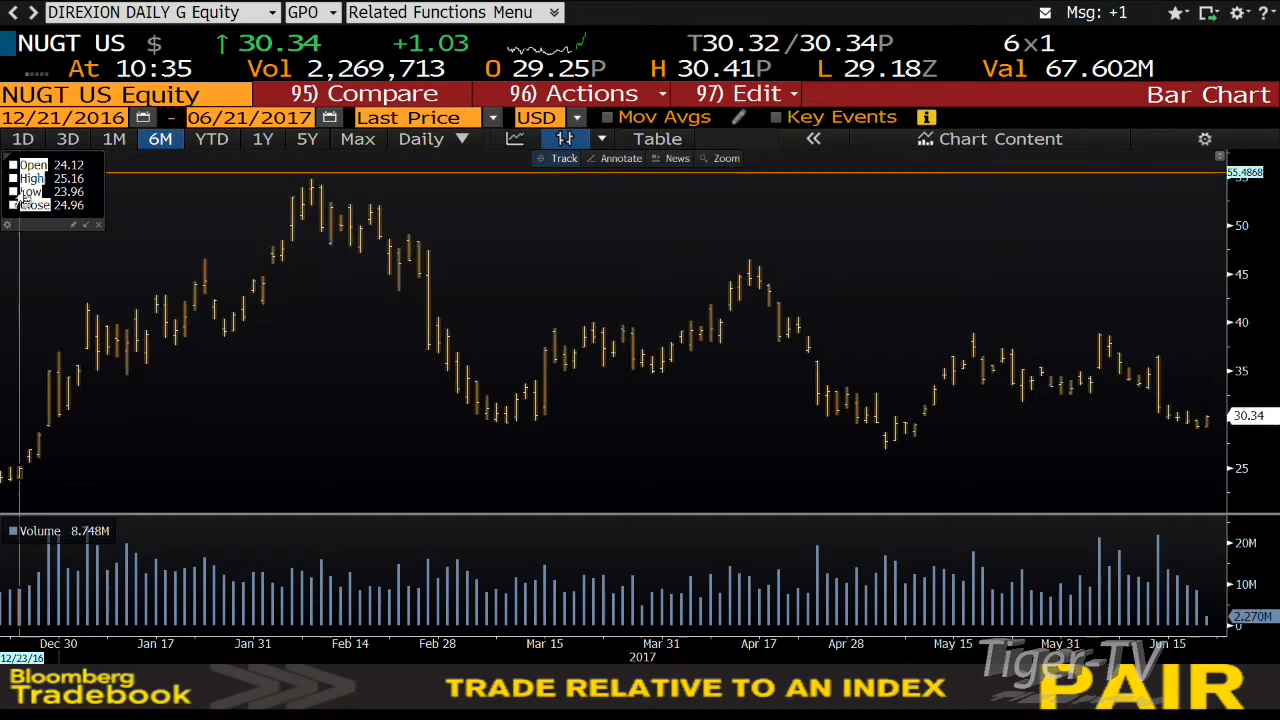 DIREXION DAILY G Equity GPO Related Functions Menu Msg: +1 ?
NUGT US $ ↑ 30.34 +1.03 T30.32 /30.34P 6x1
At 10:35 Vol 2,269,713 O 29.25P H 30.41P L 29.18Z Val 67.602M
NUGT US Equity 95) Compare 96) Actions 97) Edit Bar Chart
12/21/2016 - 06/21/2017 Last Price USD Mov Avgs Key Events i
1D 3D 1M 6M YTD 1Y 5Y Max Daily Table « Chart Content
Track Annotate News Zoom
Open 24.12
High 25.16
Low 23.96
Close 24.96
55.4868
50
45
40
35
30.34
25
Volume 8.748M
20M
10M
2.270M
0
Dec 30 Jan 17 Jan 31 Feb 14 Feb 28 Mar 15 Mar 31 Apr 17 Apr 28 May 15 May 31 Jun 15
12/23/16 2017
Tiger-TV
Bloomberg
Tradebook
TRADE RELATIVE TO AN INDEX
PAIR